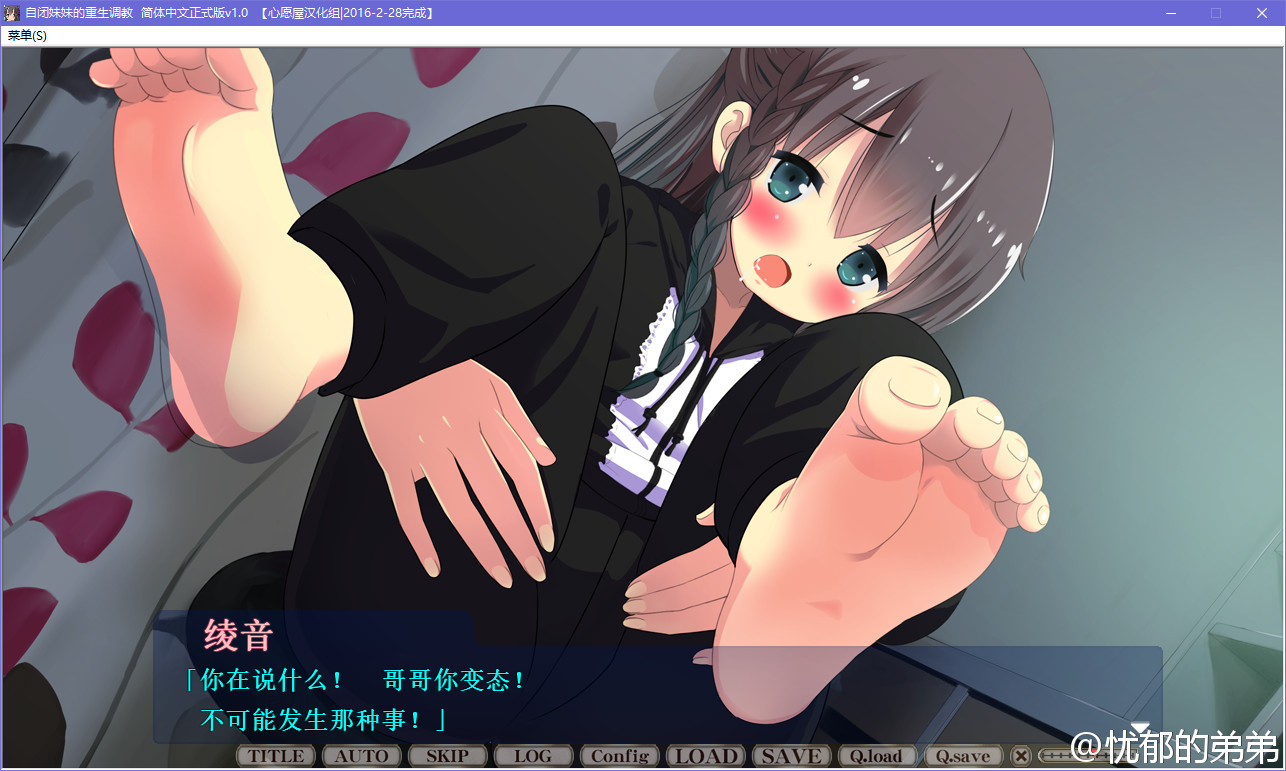 自闭妹妹的重生调教 简体中文正式版v1.0 【心愿屋汉化组|2016-2-28完成】
菜单(S)
绫音
「你在说什么！ 哥哥你变态！
不可能发生那种事！」
TITLE AUTO SKIP LOG Config LOAD SAVE Q.load Q.save
@忧郁的弟弟